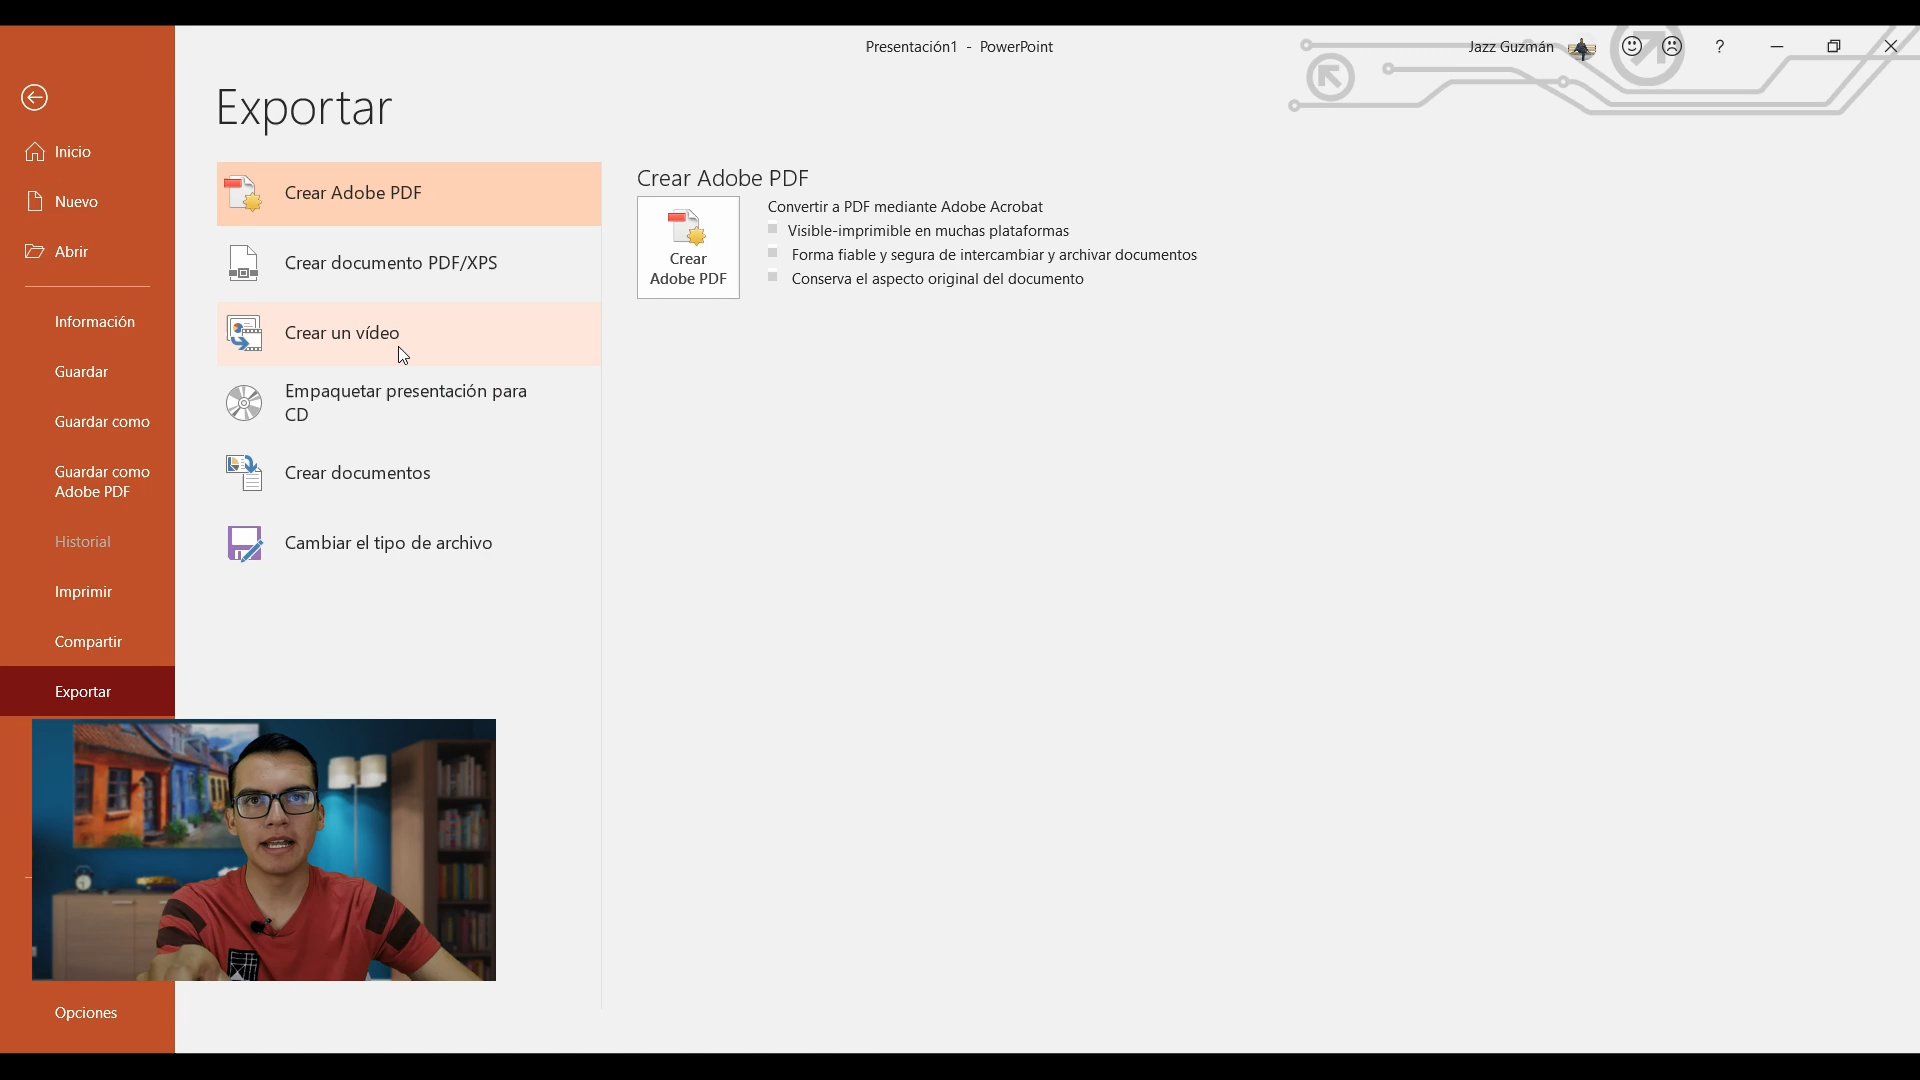 Presentación1 - PowerPoint
Jazz Guzmán
?
Exportar
Inicio
Nuevo
Abrir
Información
Guardar
Guardar como
Guardar como
Adobe PDF
Historial
Imprimir
Compartir
Exportar
Opciones
Crear Adobe PDF
Crear documento PDF/XPS
Crear un vídeo
Empaquetar presentación para
CD
Crear documentos
Cambiar el tipo de archivo
Crear Adobe PDF
Crear
Adobe PDF
Convertir a PDF mediante Adobe Acrobat
Visible-imprimible en muchas plataformas
Forma fiable y segura de intercambiar y archivar documentos
Conserva el aspecto original del documento